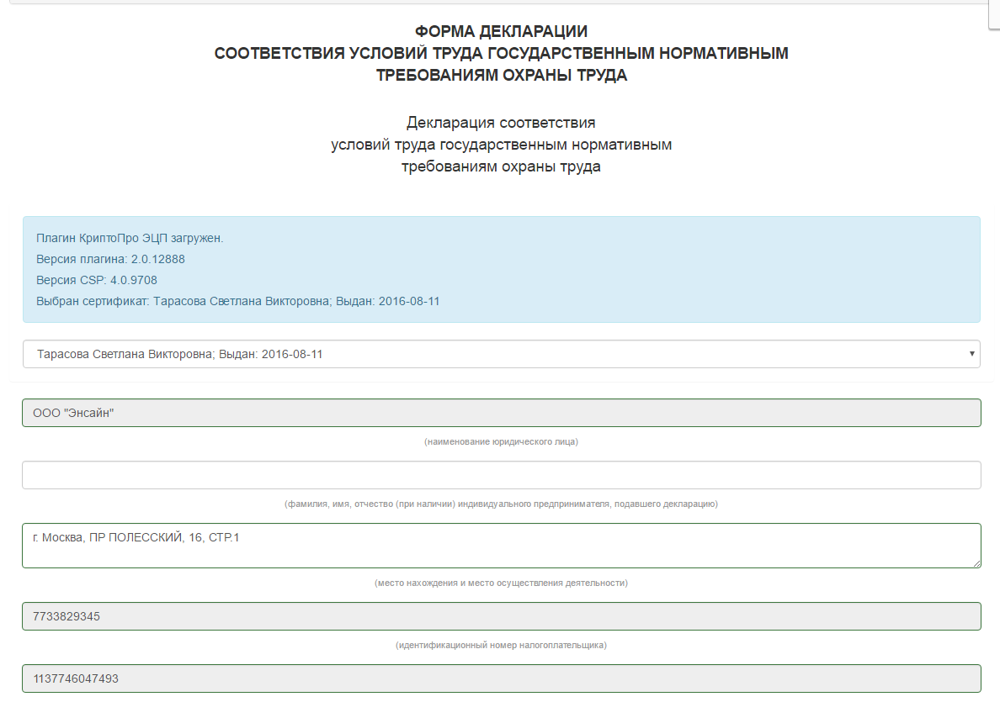 ФОРМА ДЕКЛАРАЦИИ
СООТВЕТСТВИЯ УСЛОВИЙ ТРУДА ГОСУДАРСТВЕННЫМ НОРМАТИВНЫМ
ТРЕБОВАНИЯМ ОХРАНЫ ТРУДА
Декларация соответствия
условий труда государственным нормативным
требованиям охраны труда
Плагин КриптоПро ЭЦП загружен.
Версия плагина: 2.0.12888
Версия CSP: 4.0.9708
Выбран сертификат: Тарасова Светлана Викторовна; Выдан: 2016-08-11
Тарасова Светлана Викторовна; Выдан: 2016-08-11
ООО "Энсайн"
(наименование юридического лица)
(фамилия, имя, отчество (при наличии) индивидуального предпринимателя, подавшего декларацию)
г. Москва, ПР ПОЛЕССКИЙ, 16, СТР.1
(место нахождения и место осуществления деятельности)
7733829345
(идентификационный номер налогоплательщика)
1137746047493